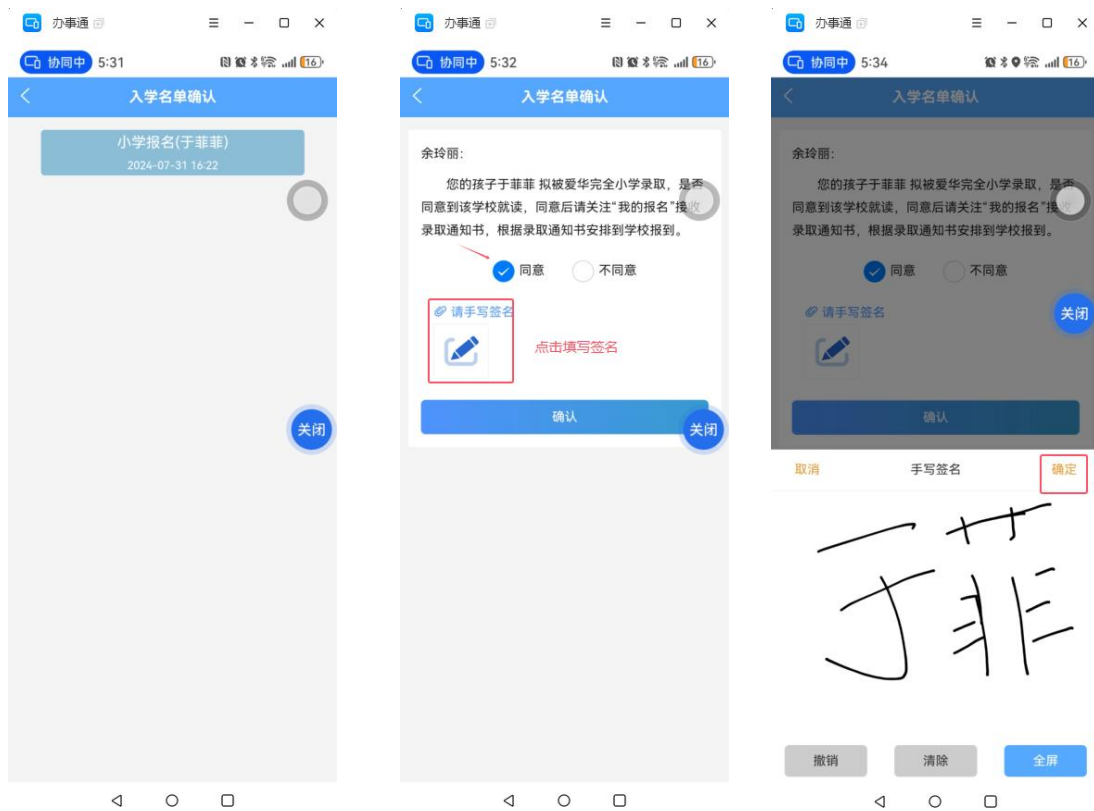 办事通
协同中 5:31
16
入学名单确认
小学报名(于菲菲)
2024-07-31 16:22
关闭
办事通
协同中 5:32
16
入学名单确认
余玲丽:
您的孩子于菲菲 拟被爱华完全小学录取，是否
同意到该学校就读，同意后请关注“我的报名”接收
录取通知书，根据录取通知书安排到学校报到。
同意 不同意
请手写签名
点击填写签名
确认
关闭
办事通
协同中 5:34
16
入学名单确认
余玲丽:
您的孩子于菲菲 拟被爱华完全小学录取，是否
同意到该学校就读，同意后请关注“我的报名”接
录取通知书，根据录取通知书安排到学校报到。
同意 不同意
关闭
请手写签名
确认
取消 手写签名 确定
于菲
撤销 清除 全屏